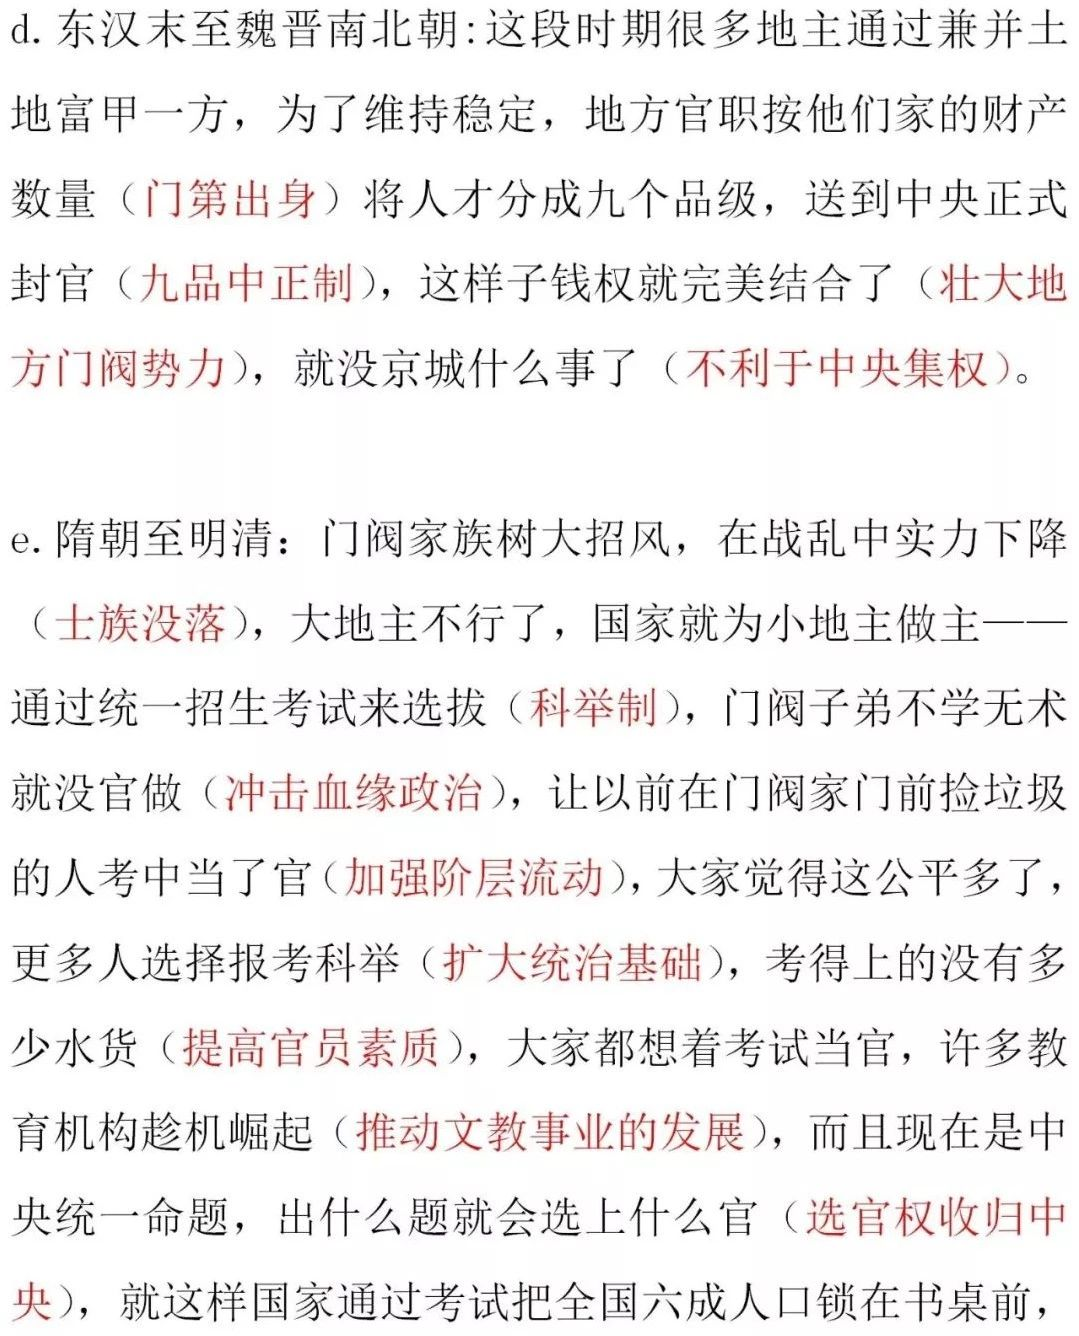 d. 东汉末至魏晋南北朝:这段时期很多地主通过兼并土
地富甲一方，为了维持稳定，地方官职按他们家的财产
数量（门第出身）将人才分成九个品级，送到中央正式
封官（九品中正制），这样子钱权就完美结合了（壮大地
方门阀势力），就没京城什么事了（不利于中央集权）。
e. 隋朝至明清：门阀家族树大招风，在战乱中实力下降
（士族没落），大地主不行了，国家就为小地主做主——
通过统一招生考试来选拔（科举制），门阀子弟不学无术
就没官做（冲击血缘政治），让以前在门阀家门前捡垃圾
的人考中当了官（加强阶层流动），大家觉得这公平多了，
更多人选择报考科举（扩大统治基础），考得上的没有多
少水货（提高官员素质），大家都想着考试当官，许多教
育机构趁机崛起（推动文教事业的发展），而且现在是中
央统一命题，出什么题就会选上什么官（选官权收归中
央），就这样国家通过考试把全国六成人口锁在书桌前，